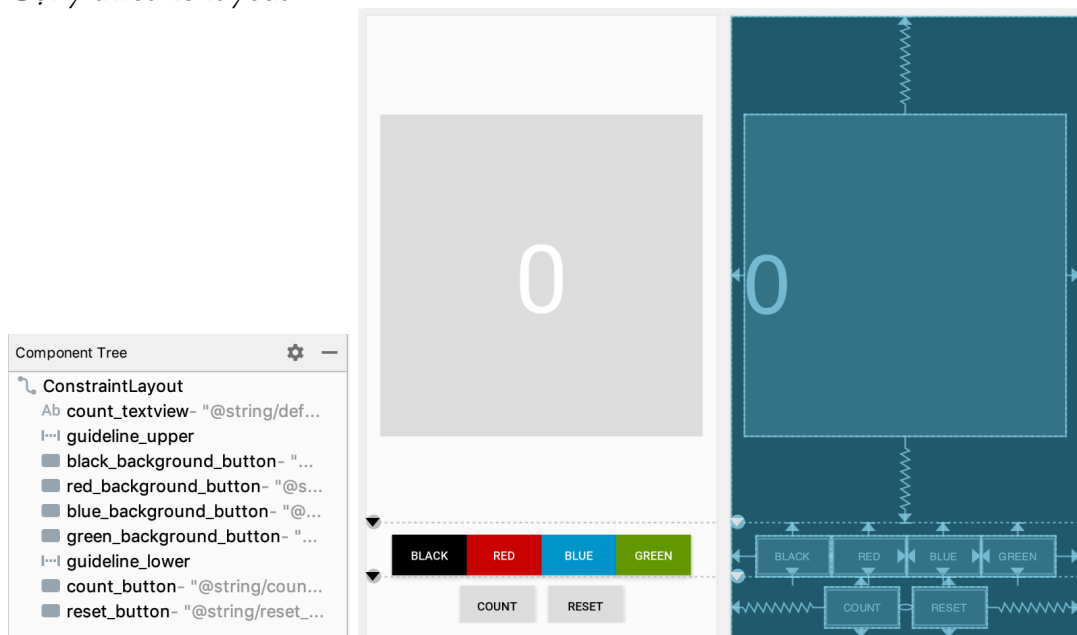 Component Tree
ConstraintLayout
Ab count_textview- "@string/def...
guideline_upper
black_background_button- "...
red_background_button- "@s...
blue_background_button- "@...
green_background_button- "...
guideline_lower
count_button- "@string/coun...
reset_button- "@string/reset_...
0
BLACK RED BLUE GREEN
COUNT RESET
0
BLACK RED BLUE GREEN
COUNT RESET